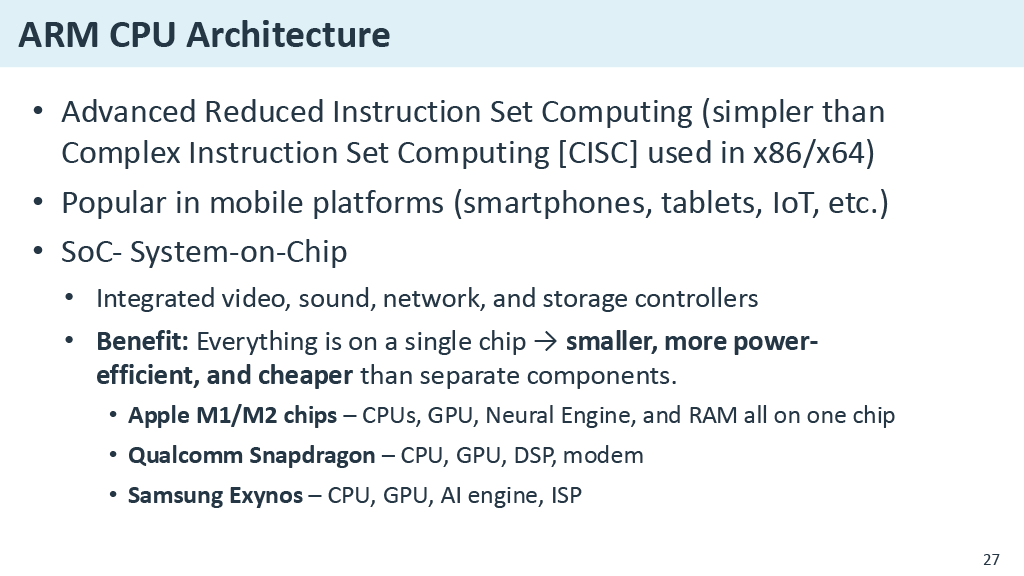 ARM CPU Architecture
• Advanced Reduced Instruction Set Computing (simpler than
Complex Instruction Set Computing [CISC] used in x86/x64)
• Popular in mobile platforms (smartphones, tablets, IoT, etc.)
• SoC- System-on-Chip
• Integrated video, sound, network, and storage controllers
• Benefit: Everything is on a single chip → smaller, more power-
efficient, and cheaper than separate components.
• Apple M1/M2 chips – CPUs, GPU, Neural Engine, and RAM all on one chip
• Qualcomm Snapdragon – CPU, GPU, DSP, modem
• Samsung Exynos – CPU, GPU, AI engine, ISP
27